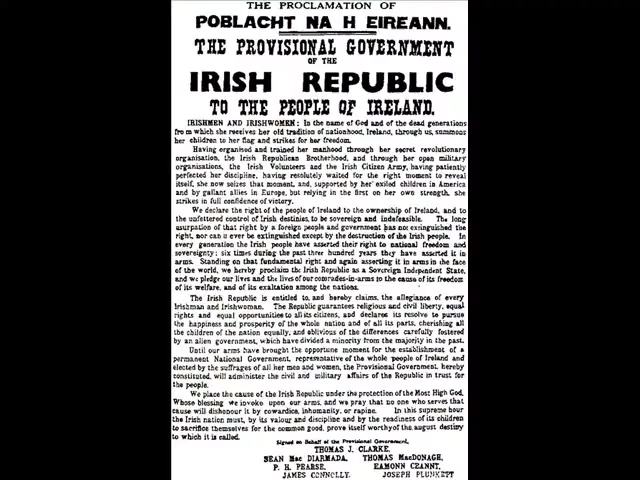 THE PROCLAMATION OF
POBLACHT NA H EIREANN.
THE PROVISIONAL GOVERNMENT
OF THE
IRISH REPUBLIC
TO THE PEOPLE OF IRELAND.
IRISHMEN AND IRISHWOMEN: In the name of God and of the dead generations
from which she receives her old tradition of nationhood, Ireland, through us, summons
her children to her flag and strikes for her freedom.
Having organised and trained her manhood through her secret revolutionary
organisation, the Irish Republican Brotherhood, and through her open military
organisations, the Irish Volunteers and the Irish Citizen Army, having patiently
perfected her discipline, having resolutely waited for the right moment to reveal
itself, she now seizes that moment, and, supported by her exiled children in America
and by gallant allies in Europe, but relying in the first on her own strength, she
strikes in full confidence of victory.
We declare the right of the people of Ireland to the ownership of Ireland, and to
the unfettered control of Irish destinies, to be sovereign and indefeasible. The long
usurpation of that right by a foreign people and government has not extinguished the
right, nor can it ever be extinguished except by the destruction of the Irish people. In
every generation the Irish people have asserted their right to national freedom and
sovereignty; six times during the past three hundred years they have asserted it in
arms. Standing on that fundamental right and again asserting it in arms in the face
of the world, we hereby proclaim the Irish Republic as a Sovereign Independent State,
and we pledge our lives and the lives of our comrades-in-arms to the cause of its freedom
of its welfare, and of its exaltation among the nations.
The Irish Republic is entitled to, and hereby claims, the allegiance of every
Irishman and Irishwoman. The Republic guarantees religious and civil liberty, equal
rights and equal opportunities to all its citizens, and declares its resolve to pursue
the happiness and prosperity of the whole nation and of all its parts, cherishing all
the children of the nation equally, and oblivious of the differences carefully fostered
by an alien government, which have divided a minority from the majority in the past.
Until our arms have brought the opportune moment for the establishment of a
permanent National Government, representative of the whole people of Ireland and
elected by the suffrages of all her men and women, the Provisional Government, hereby
constituted, will administer the civil and military affairs of the Republic in trust for
the people.
We place the cause of the Irish Republic under the protection of the Most High God,
Whose blessing we invoke upon our arms, and we pray that no one who serves that
cause will dishonour it by cowardice, inhumanity, or rapine. In this supreme hour
the Irish nation must, by its valour and discipline and by the readiness of its children
to sacrifice themselves for the common good, prove itself worthy of the august destiny
to which it is called.
Signed on Behalf of the Provisional Government,
THOMAS J. CLARKE,
SEAN Mac DIARMADA, THOMAS MacDONAGH,
P. H. PEARSE, EAMONN CEANNT,
JAMES CONNOLLY, JOSEPH PLUNKETT